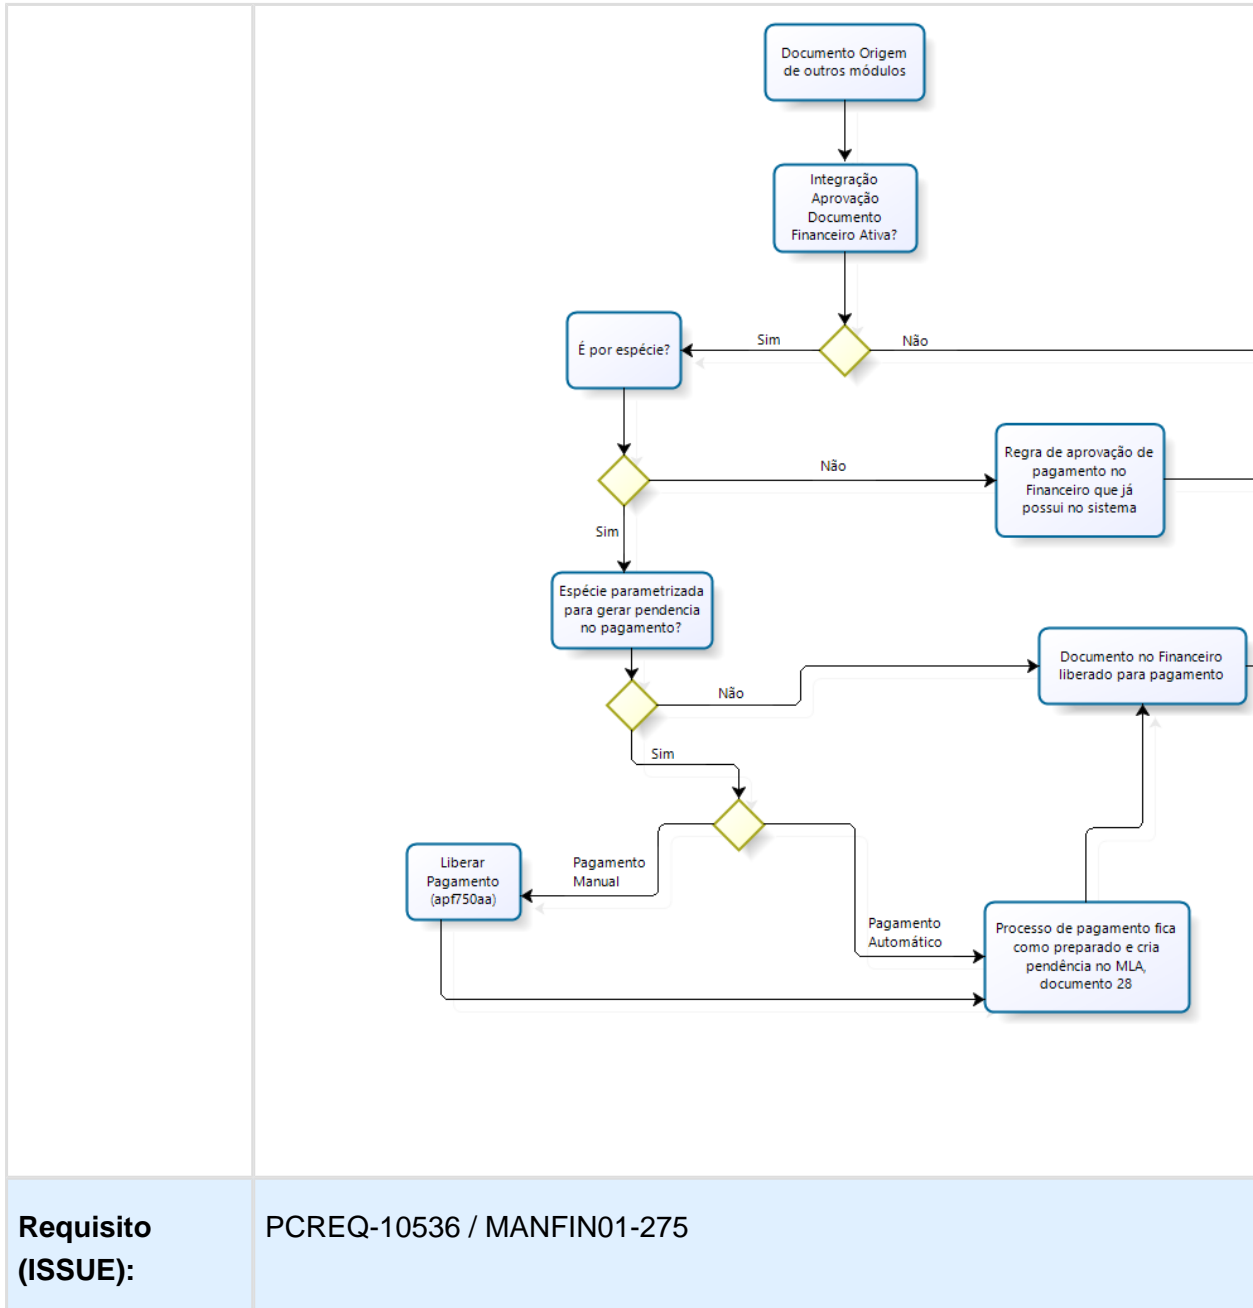 Documento Origem
de outros módulos
Integração
Aprovação
Documento
Financeiro Ativa?
É por espécie?
Sim
Não
Não
Regra de aprovação de
pagamento no
Financeiro que já
possui no sistema
Sim
Espécie parametrizada
para gerar pendencia
no pagamento?
Não
Documento no Financeiro
liberado para pagamento
Sim
Liberar
Pagamento
(apf750aa)
Pagamento
Manual
Pagamento
Automático
Processo de pagamento fica
como preparado e cria
pendência no MLA,
documento 28
Requisito
(ISSUE):
PCREQ-10536 / MANFIN01-275